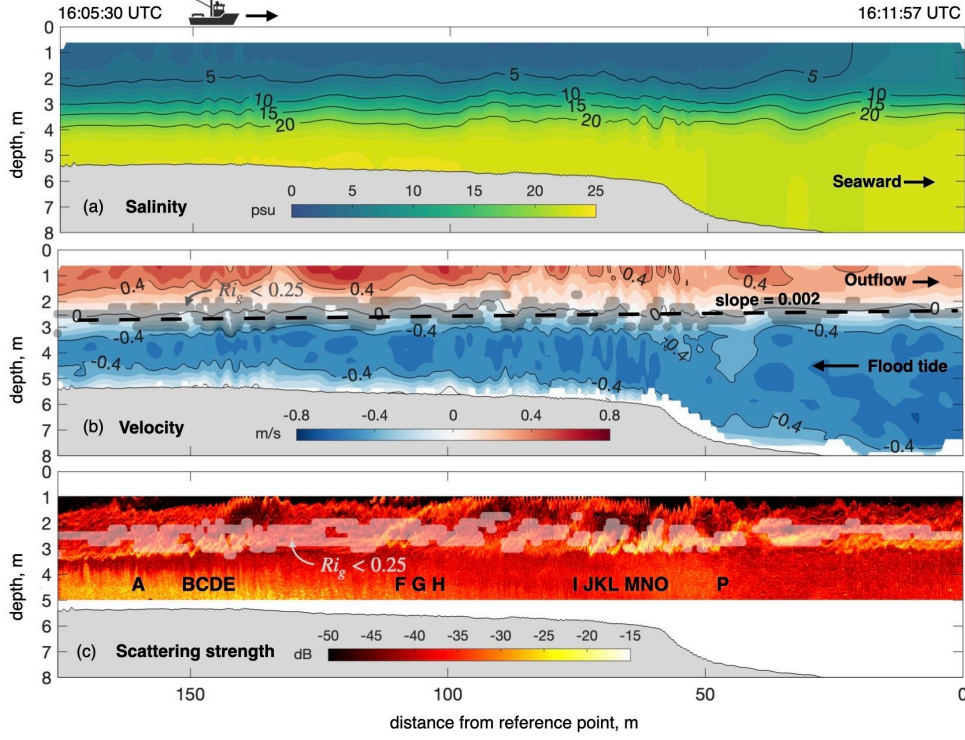 16:05:30 UTC 16:11:57 UTC
0
1
2
3
4
5
6
7
8
depth, m
5 5 5
10 10 10
15 15
20 20 20
Seaward
0 5 10 15 20 25
psu
(a) Salinity
0
1
2
3
4
5
6
7
8
depth, m
0.4 0.4 0.4 0.4
Outflow
Rig < 0.25
slope = 0.002
0 0 0 0
-0.4 -0.4 -0.4 -0.4
-0.4 -0.4 -0.4
Flood tide
-0.4 -0.4
-0.8 -0.4 0 0.4 0.8
m/s
(b) Velocity
0
1
2
3
4
5
6
7
8
depth, m
Rig < 0.25
A BCDE F G H I JKL MNO P
-50 -45 -40 -35 -30 -25 -20 -15
dB
(c) Scattering strength
150 100 50 0
distance from reference point, m